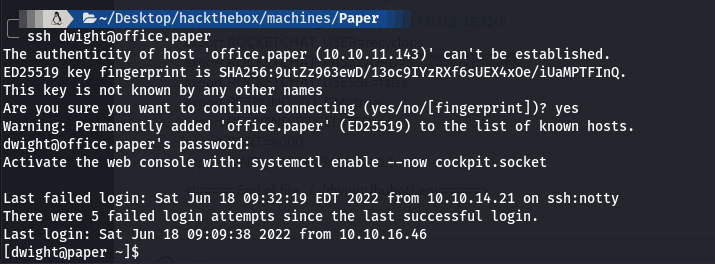 ~/Desktop/hackthebox/machines/Paper
ssh dwight@office.paper
The authenticity of host 'office.paper (10.10.11.143)' can't be established.
ED25519 key fingerprint is SHA256:9utZz963ewD/13oc9IYzRXf6sUEX4xOe/iUaMPTFInQ.
This key is not known by any other names
Are you sure you want to continue connecting (yes/no/[fingerprint])? yes
Warning: Permanently added 'office.paper' (ED25519) to the list of known hosts.
dwight@office.paper's password:
Activate the web console with: systemctl enable --now cockpit.socket
Last failed login: Sat Jun 18 09:32:19 EDT 2022 from 10.10.14.21 on ssh:notty
There were 5 failed login attempts since the last successful login.
Last login: Sat Jun 18 09:09:38 2022 from 10.10.16.46
[dwight@paper ~]$